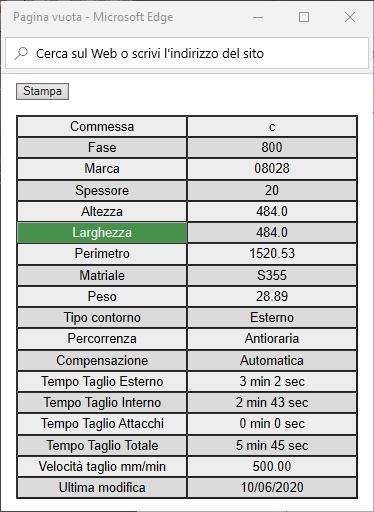 Pagina vuota - Microsoft Edge
Cerca sul Web o scrivi l'indirizzo del sito
Stampa
Commessa c
Fase 800
Marca 08028
Spessore 20
Altezza 484.0
Larghezza 484.0
Perimetro 1520.53
Matriale S355
Peso 28.89
Tipo contorno Esterno
Percorrenza Antioraria
Compensazione Automatica
Tempo Taglio Esterno 3 min 2 sec
Tempo Taglio Interno 2 min 43 sec
Tempo Taglio Attacchi 0 min 0 sec
Tempo Taglio Totale 5 min 45 sec
Velocità taglio mm/min 500.00
Ultima modifica 10/06/2020